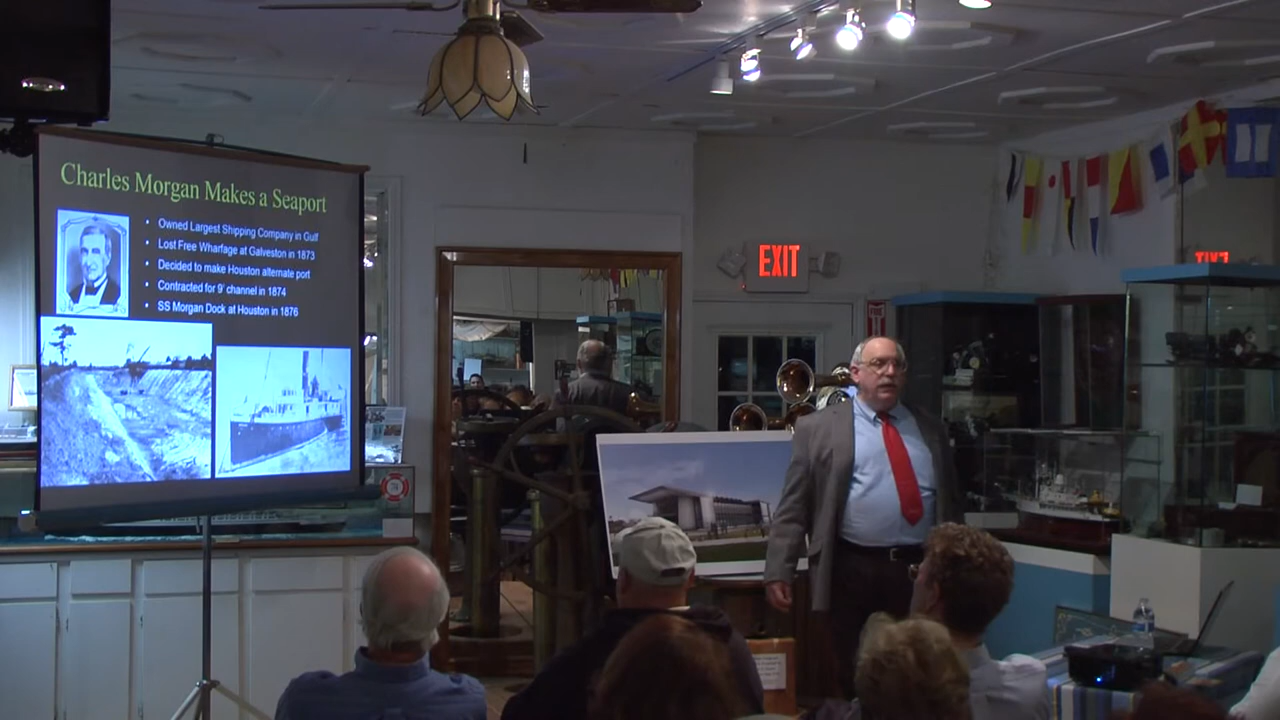 Charles Morgan Makes a Seaport
• Owned Largest Shipping Company in Gulf
• Lost Free Wharfage at Galveston in 1873
• Decided to make Houston alternate port
• Contracted for 9' channel in 1874
• SS Morgan Dock at Houston in 1876
EXIT
EXIT